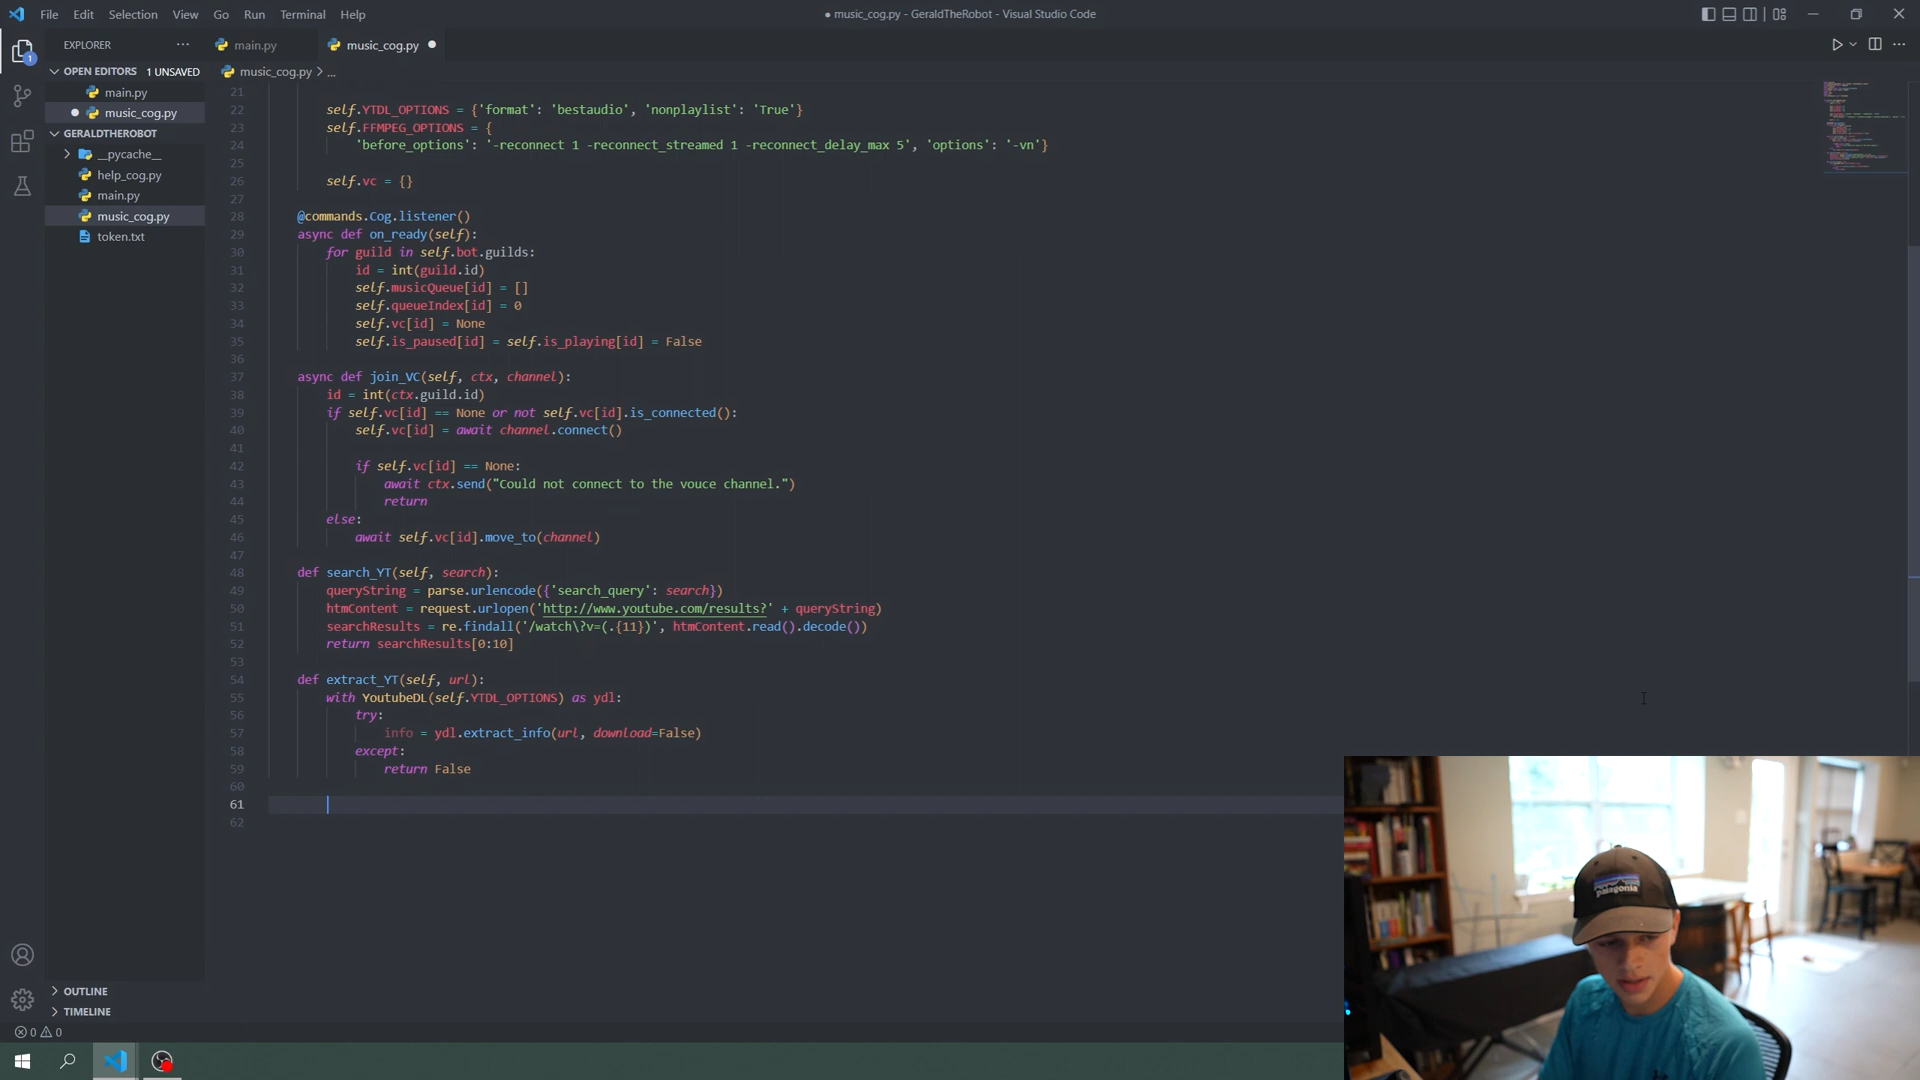 File Edit Selection View Go Run Terminal Help
● music_cog.py - GeraldTheRobot - Visual Studio Code
EXPLORER ···
main.py
music_cog.py ●
OPEN EDITORS 1 UNSAVED
music_cog.py > ...
main.py
● music_cog.py
GERALDTHEROBOT
__pycache__
help_cog.py
main.py
music_cog.py
token.txt
21
22 self.YTDL_OPTIONS = {'format': 'bestaudio', 'nonplaylist': 'True'}
23 self.FFMPEG_OPTIONS = {
24 'before_options': '-reconnect 1 -reconnect_streamed 1 -reconnect_delay_max 5', 'options': '-vn'}
25
26 self.vc = {}
27
28 @commands.Cog.listener()
29 async def on_ready(self):
30 for guild in self.bot.guilds:
31 id = int(guild.id)
32 self.musicQueue[id] = []
33 self.queueIndex[id] = 0
34 self.vc[id] = None
35 self.is_paused[id] = self.is_playing[id] = False
36
37 async def join_VC(self, ctx, channel):
38 id = int(ctx.guild.id)
39 if self.vc[id] == None or not self.vc[id].is_connected():
40 self.vc[id] = await channel.connect()
41
42 if self.vc[id] == None:
43 await ctx.send("Could not connect to the vouce channel.")
44 return
45 else:
46 await self.vc[id].move_to(channel)
47
48 def search_YT(self, search):
49 queryString = parse.urlencode({'search_query': search})
50 htmContent = request.urlopen('http://www.youtube.com/results?' + queryString)
51 searchResults = re.findall('/watch\?v=(.{11})', htmContent.read().decode())
52 return searchResults[0:10]
53
54 def extract_YT(self, url):
55 with YoutubeDL(self.YTDL_OPTIONS) as ydl:
56 try:
57 info = ydl.extract_info(url, download=False)
58 except:
59 return False
60
61
62
OUTLINE
TIMELINE
0 0
1
patagonia